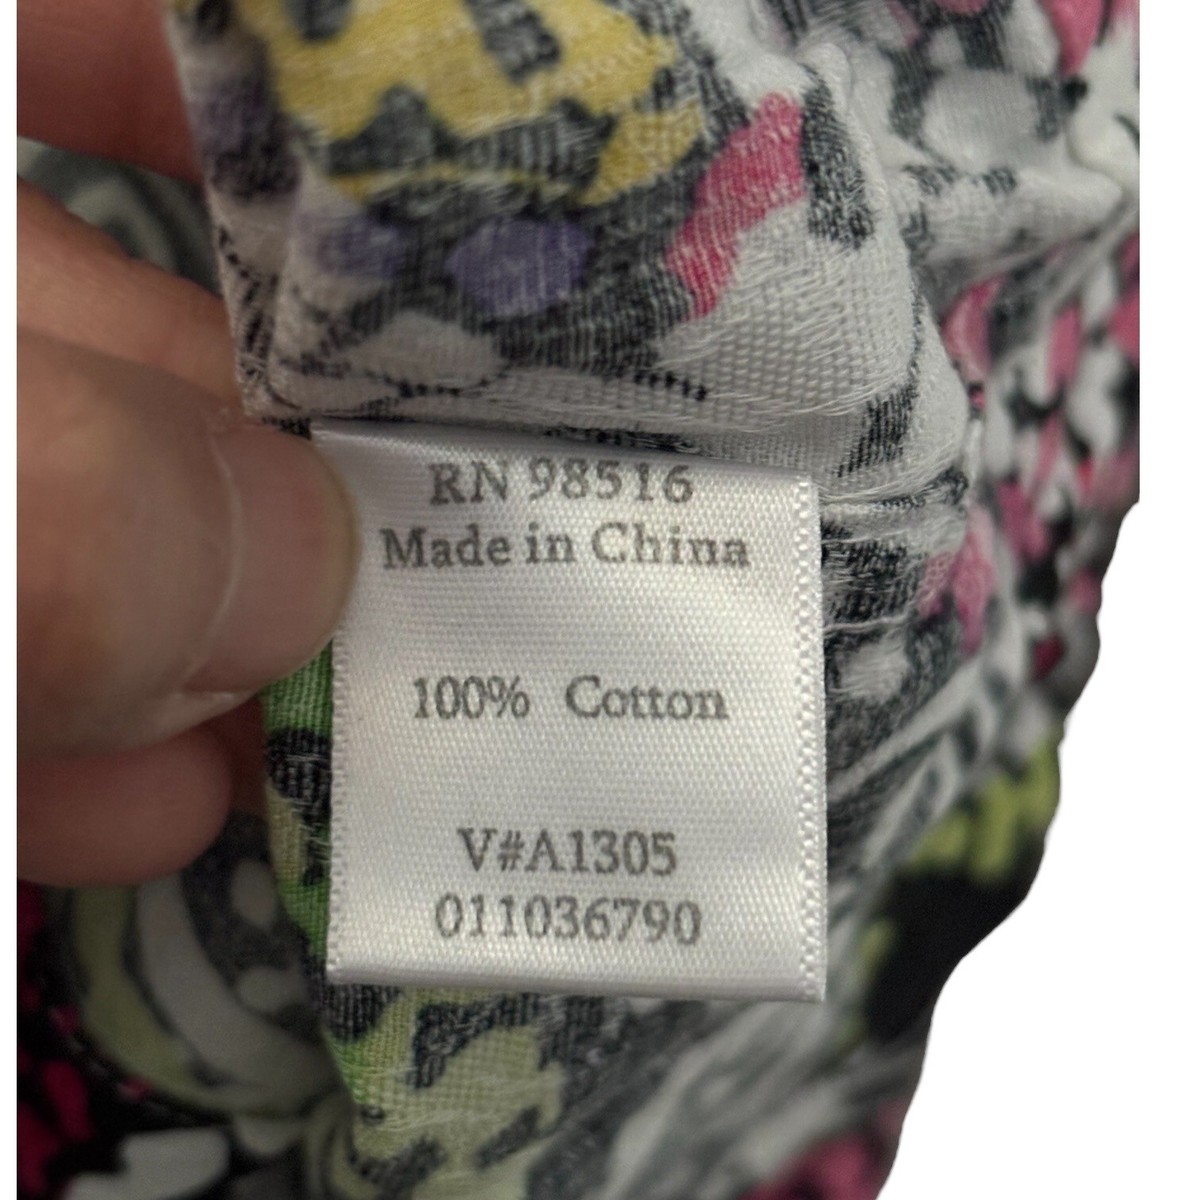 RN 98516
Made in China
100% Cotton
V#A1305
011036790